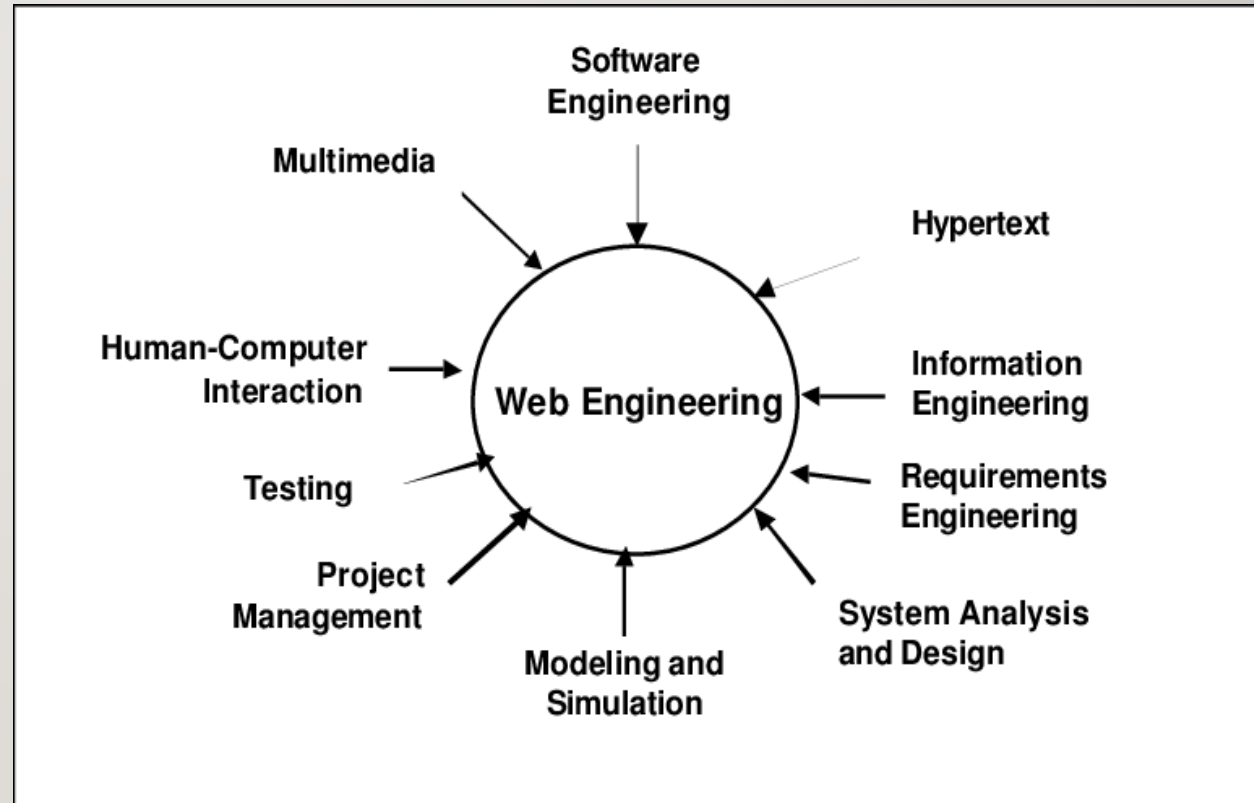 Software
Engineering
Multimedia
Hypertext
Human-Computer
Interaction
Web Engineering
Information
Engineering
Testing
Requirements
Engineering
Project
Management
System Analysis
and Design
Modeling and
Simulation